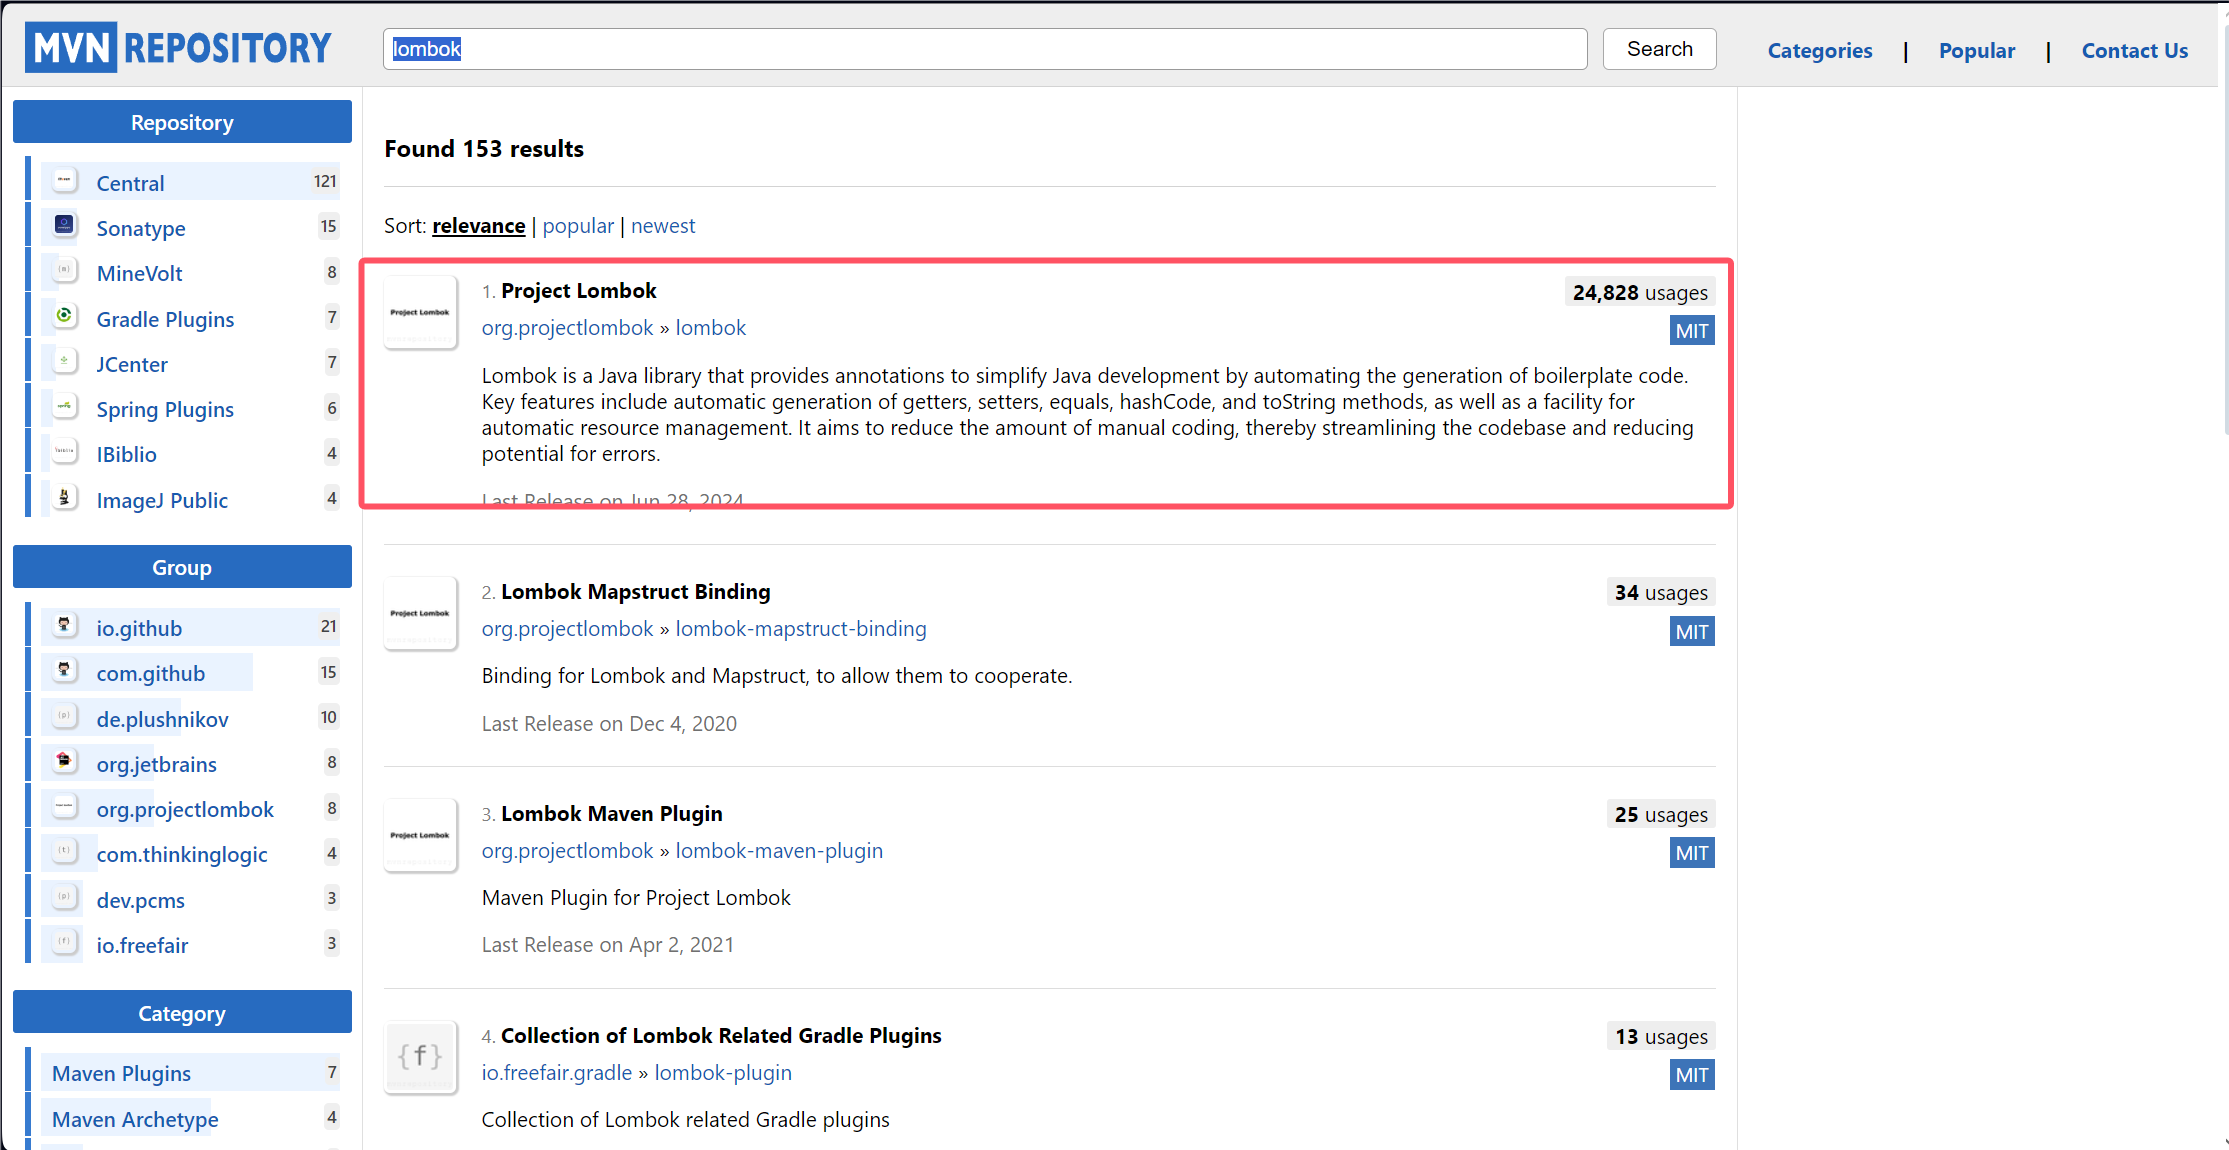 MVN REPOSITORY
lombok
Search
Categories | Popular | Contact Us
Repository
Central 121
Sonatype 15
MineVolt 8
Gradle Plugins 7
JCenter 7
Spring Plugins 6
IBiblio 4
ImageJ Public 4
Group
io.github 21
com.github 15
de.plushnikov 10
org.jetbrains 8
org.projectlombok 8
com.thinkinglogic 4
dev.pcms 3
io.freefair 3
Category
Maven Plugins 7
Maven Archetype 4
Found 153 results
Sort: relevance | popular | newest
Project Lombok
1. Project Lombok
24,828 usages
org.projectlombok » lombok
MIT
Lombok is a Java library that provides annotations to simplify Java development by automating the generation of boilerplate code.
Key features include automatic generation of getters, setters, equals, hashCode, and toString methods, as well as a facility for
automatic resource management. It aims to reduce the amount of manual coding, thereby streamlining the codebase and reducing
potential for errors.
Last Release on Jun 28, 2024
Project Lombok
2. Lombok Mapstruct Binding
34 usages
org.projectlombok » lombok-mapstruct-binding
MIT
Binding for Lombok and Mapstruct, to allow them to cooperate.
Last Release on Dec 4, 2020
Project Lombok
3. Lombok Maven Plugin
25 usages
org.projectlombok » lombok-maven-plugin
MIT
Maven Plugin for Project Lombok
Last Release on Apr 2, 2021
{f}
4. Collection of Lombok Related Gradle Plugins
13 usages
io.freefair.gradle » lombok-plugin
MIT
Collection of Lombok related Gradle plugins